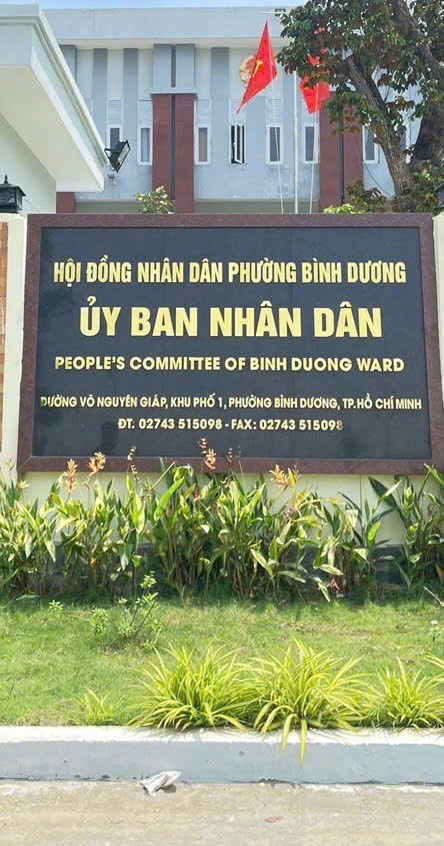 HỘI ĐỒNG NHÂN DÂN PHƯỜNG BÌNH DƯƠNG
ỦY BAN NHÂN DÂN
PEOPLE'S COMMITTEE OF BINH DUONG WARD
ĐƯỜNG VÕ NGUYÊN GIÁP, KHU PHỐ 1, PHƯỜNG BÌNH DƯƠNG, TP.HỒ CHÍ MINH
ĐT. 02743 515098 - FAX: 02743 515098